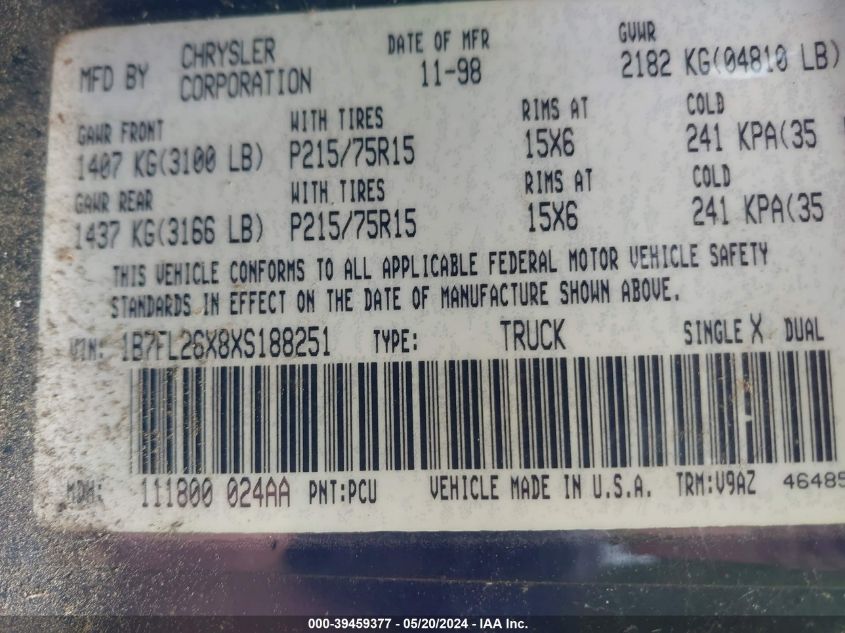 MFD BY CHRYSLER CORPORATION DATE OF MFR 11-98 GVWR 2182 KG(04810 LB)
GAWR FRONT WITH TIRES RIMS AT COLD
1407 KG(3100 LB) P215/75R15 15X6 241 KPA(35
GAWR REAR WITH TIRES RIMS AT COLD
1437 KG(3166 LB) P215/75R15 15X6 241 KPA(35
THIS VEHICLE CONFORMS TO ALL APPLICABLE FEDERAL MOTOR VEHICLE SAFETY
STANDARDS IN EFFECT ON THE DATE OF MANUFACTURE SHOWN ABOVE.
VIN: 1B7FL26X8XS188251 TYPE: TRUCK SINGLE X DUAL
MDH: 111800 024AA PNT:PCU VEHICLE MADE IN U.S.A. TRM:V9AZ 46485
000-39459377 - 05/20/2024 - IAA Inc.